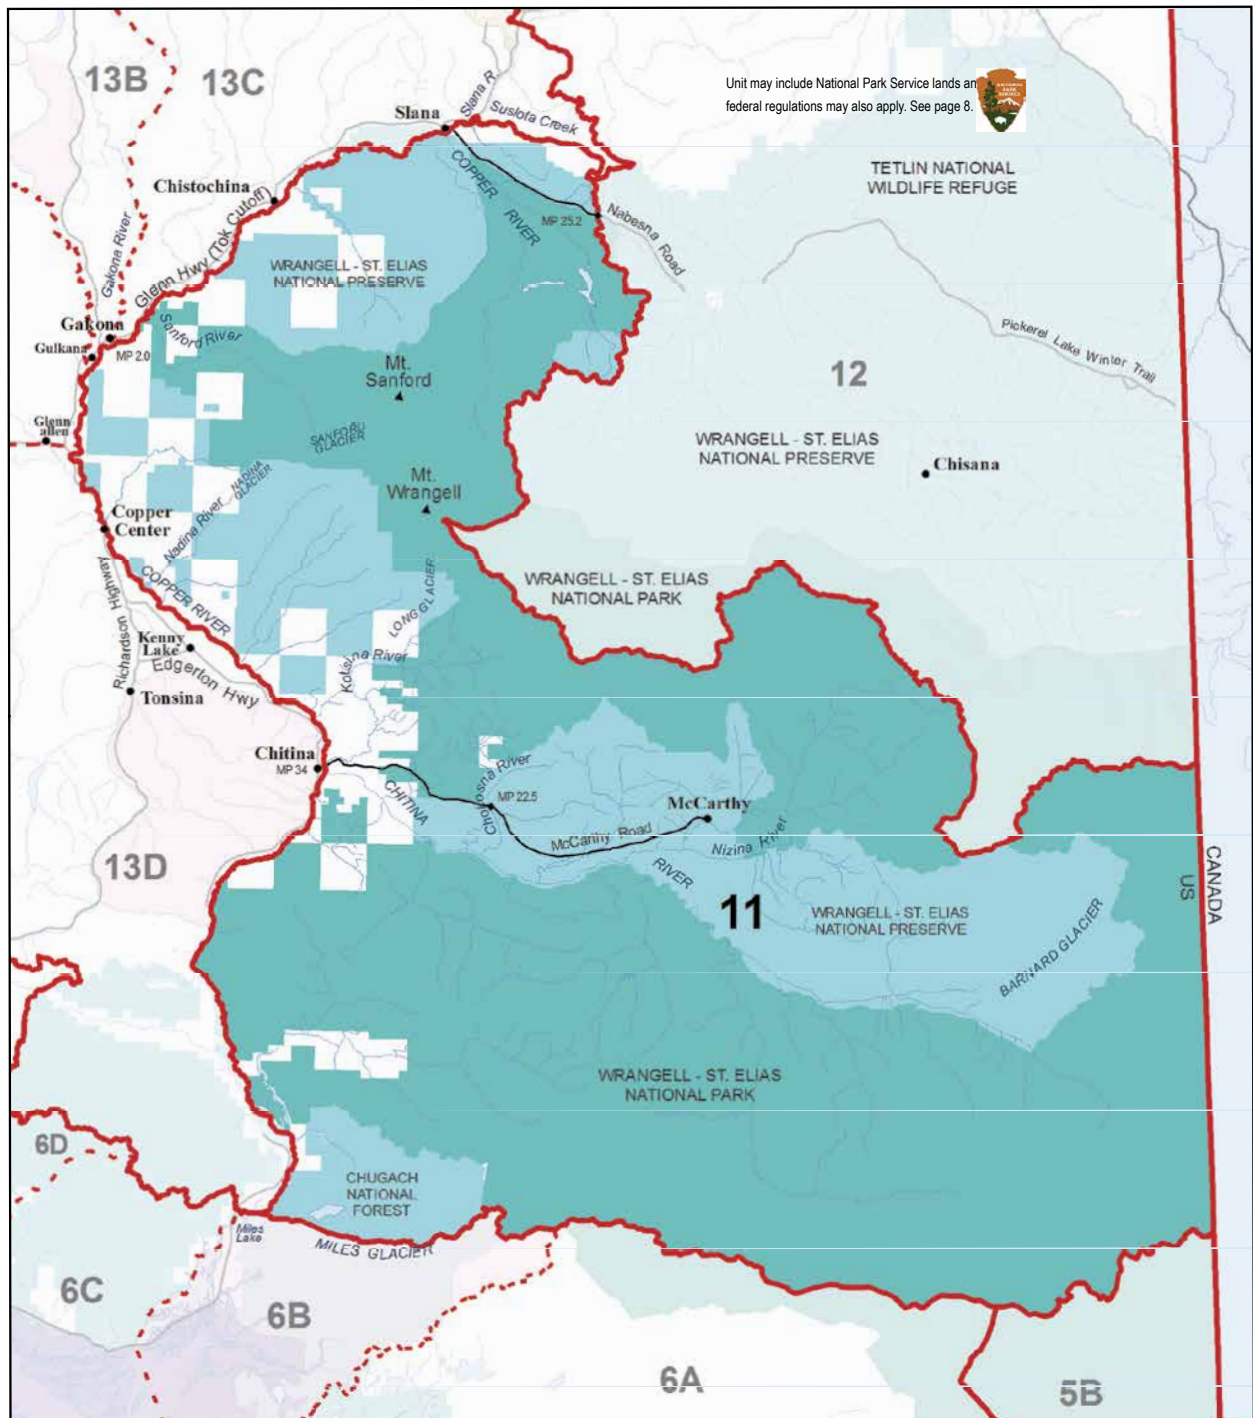 13B
13C
Unit may include National Park Service lands an
federal regulations may also apply. See page 8.
Slana
Slana R.
Suslota Creek
COPPER
RIVER
TETLIN NATIONAL
WILDLIFE REFUGE
Chistochina
MP 25.2
Nabesna Road
Gakona River
Glenn Hwy (Tok Cutoff)
WRANGELL - ST. ELIAS
NATIONAL PRESERVE
Gakona
Sanford River
Gulkana
MP 2.0
Pickerel Lake Winter Trail
Mt.
Sanford
12
Glenn
allen
SANFORD
GLACIER
WRANGELL - ST. ELIAS
NATIONAL PRESERVE
Chisana
NADINA
GLACIER
Mt.
Wrangell
Copper
Center
Nadina River
COPPER RIVER
LONG GLACIER
WRANGELL - ST. ELIAS
NATIONAL PARK
Richardson Highway
Kenny
Lake
Edgerton Hwy
Kotsina River
Tonsina
Chitina
MP 34
CHITINA
Chokosna River
MP 22.5
McCarthy
McCarthy Road
Nizina River
RIVER
13D
CANADA
US
11
WRANGELL - ST. ELIAS
NATIONAL PRESERVE
BARNARD GLACIER
WRANGELL - ST. ELIAS
NATIONAL PARK
6D
CHUGACH
NATIONAL
FOREST
Miles
Lake
MILES GLACIER
6C
6B
6A
5B